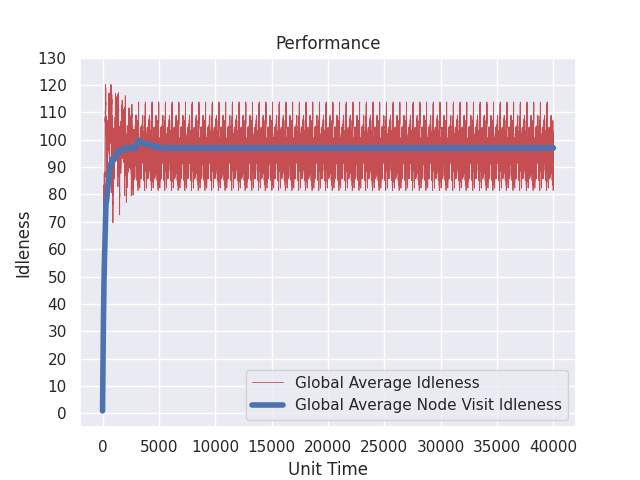 Performance
130
120
110
100
90
80
70
60
50
40
30
20
10
0
Idleness
Global Average Idleness
Global Average Node Visit Idleness
0 5000 10000 15000 20000 25000 30000 35000 40000
Unit Time